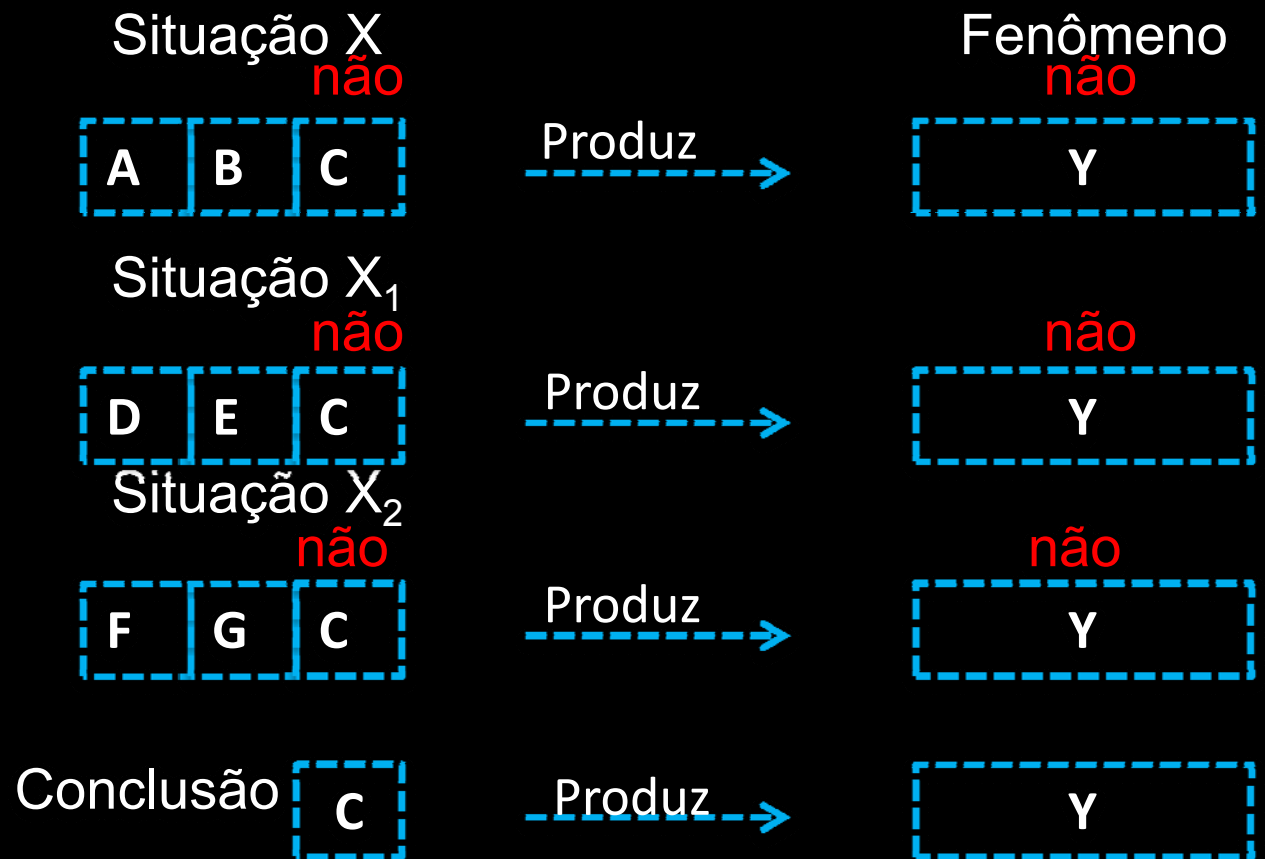 Situação X Fenômeno
não não
A B C Produz Y
Situação X₁
não não
D E C Produz Y
Situação X₂
não não
F G C Produz Y
Conclusão C Produz Y